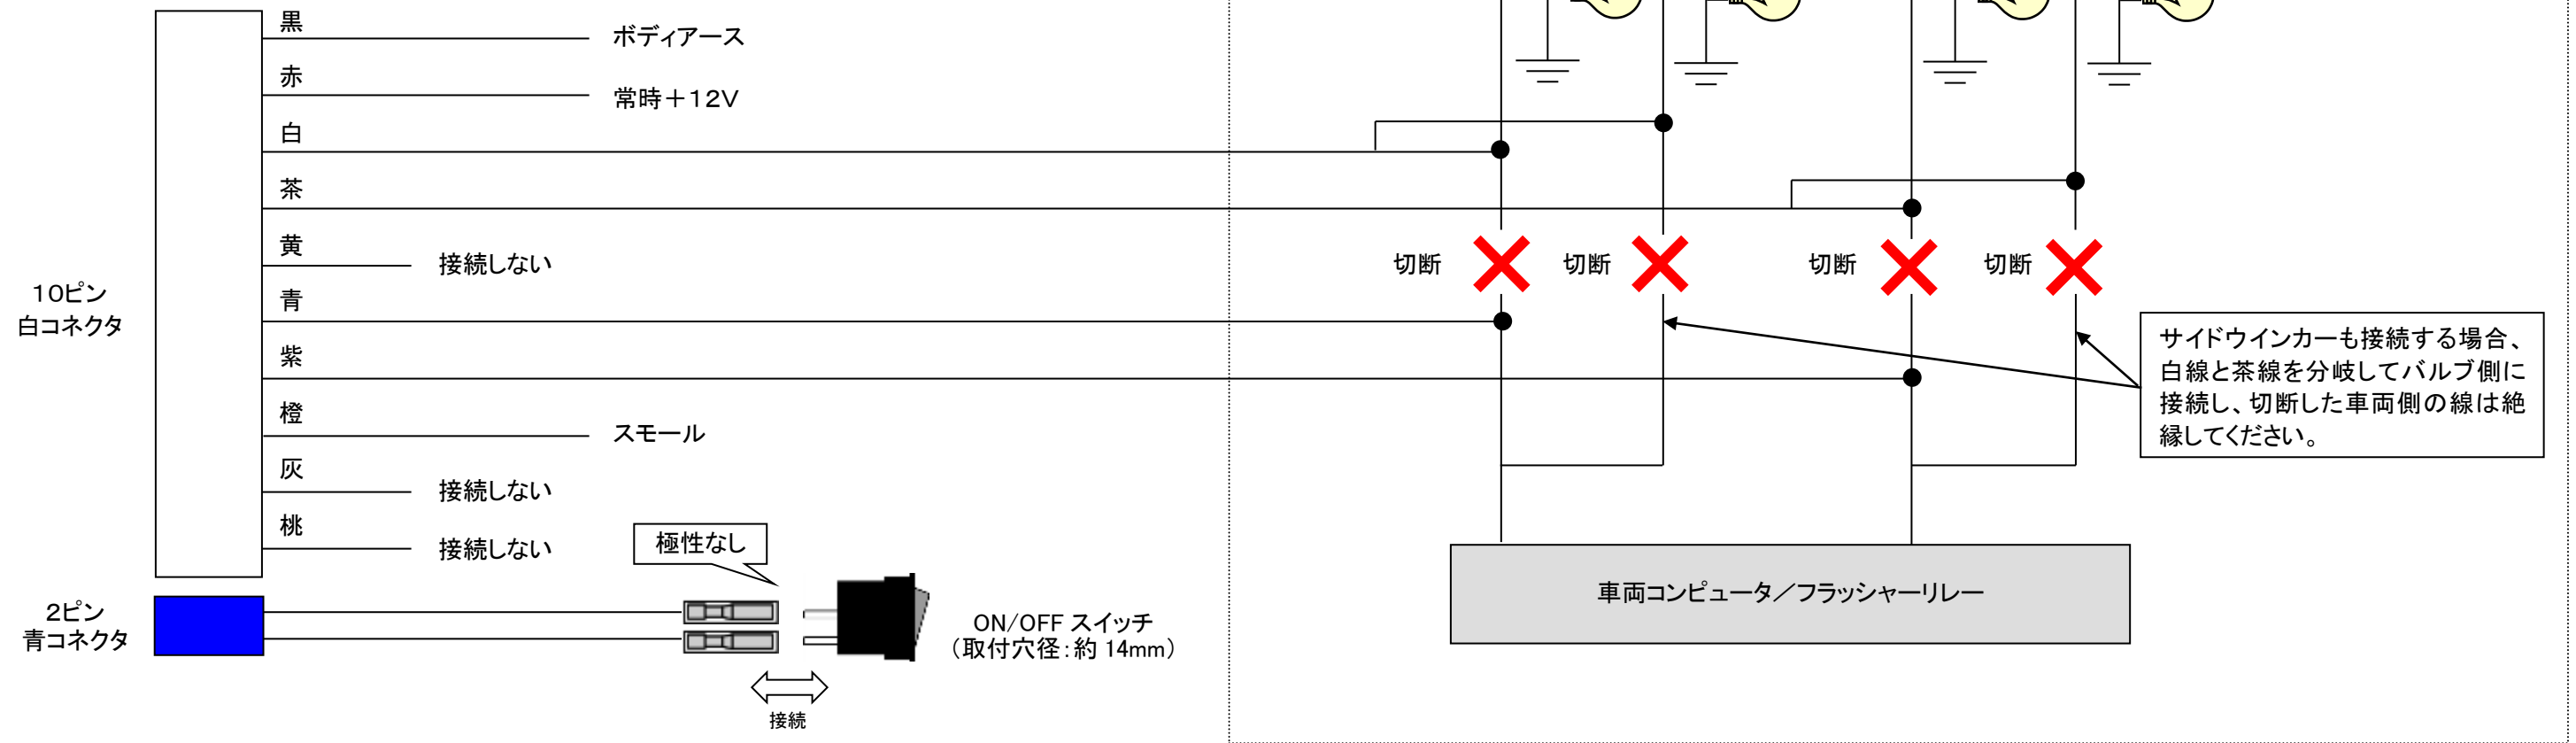 黒
ボディアース
赤
常時＋12V
白
茶
黄
接続しない
切断
切断
切断
切断
10ピン
白コネクタ
青
紫
サイドウインカーも接続する場合、
白線と茶線を分岐してバルブ側に
接続し、切断した車両側の線は絶
縁してください。
橙
スモール
灰
接続しない
桃
接続しない
極性なし
車両コンピュータ／フラッシャーリレー
2ピン
青コネクタ
ON/OFF スイッチ
（取付穴径：約 14mm）
接続